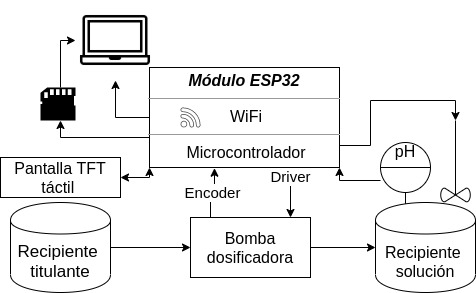 Módulo ESP32
WiFi
Microcontrolador
pH
Pantalla TFT
táctil
Encoder
Driver
Recipiente
titulante
Bomba
dosificadora
Recipiente
solución